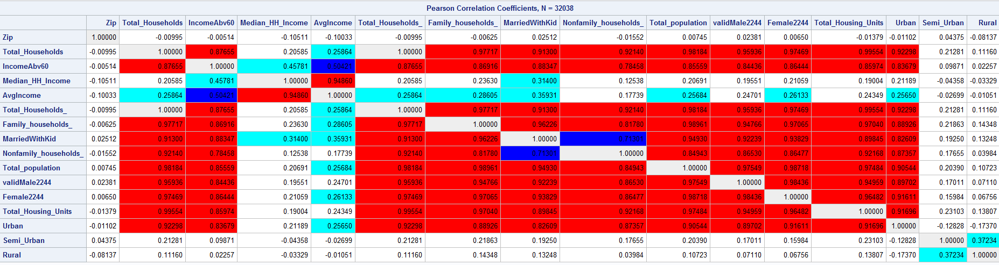 Pearson Correlation Coefficients, N = 32038
Zip Total_Households IncomeAbv60 Median_HH_Income AvgIncome Total_Households_ Family_households_ MarriedWithKid Nonfamily_households_ Total_population validMale2244 Female2244 Total_Housing_Units Urban Semi_Urban Rural
Zip 1.00000 -0.00995 -0.00514 -0.10511 -0.10033 -0.00995 -0.00625 0.02512 -0.01552 0.00745 0.02381 0.00650 -0.01379 -0.01102 0.04375 -0.08137
Total_Households -0.00995 1.00000 0.87655 0.20585 0.25864 1.00000 0.97717 0.91300 0.92140 0.98184 0.95936 0.97469 0.99554 0.92298 0.21281 0.11160
IncomeAbv60 -0.00514 0.87655 1.00000 0.45781 0.50421 0.87655 0.86916 0.88347 0.78458 0.85559 0.84436 0.86444 0.85974 0.83679 0.09871 0.02257
Median_HH_Income -0.10511 0.20585 0.45781 1.00000 0.94860 0.20585 0.23630 0.31400 0.12538 0.20691 0.19551 0.21059 0.19004 0.21189 -0.04358 -0.03329
AvgIncome -0.10033 0.25864 0.50421 0.94860 1.00000 0.25864 0.28605 0.35931 0.17739 0.25684 0.24701 0.26133 0.24349 0.25650 -0.02699 -0.01051
Total_Households_ -0.00995 1.00000 0.87655 0.20585 0.25864 1.00000 0.97717 0.91300 0.92140 0.98184 0.95936 0.97469 0.99554 0.92298 0.21281 0.11160
Family_households_ -0.00625 0.97717 0.86916 0.23630 0.28605 0.97717 1.00000 0.96226 0.81780 0.98961 0.94766 0.97065 0.97040 0.88926 0.21863 0.14348
MarriedWithKid 0.02512 0.91300 0.88347 0.31400 0.35931 0.91300 0.96226 1.00000 0.71301 0.94930 0.92239 0.93829 0.89845 0.82609 0.19250 0.13248
Nonfamily_households_ -0.01552 0.92140 0.78458 0.12538 0.17739 0.92140 0.81780 0.71301 1.00000 0.84943 0.86530 0.86477 0.92168 0.87357 0.17655 0.03984
Total_population 0.00745 0.98184 0.85559 0.20691 0.25684 0.98184 0.98961 0.94930 0.84943 1.00000 0.97549 0.98718 0.97484 0.90544 0.20390 0.10723
validMale2244 0.02381 0.95936 0.84436 0.19551 0.24701 0.95936 0.94766 0.92239 0.86530 0.97549 1.00000 0.98436 0.94959 0.89702 0.17011 0.07110
Female2244 0.00650 0.97469 0.86444 0.21059 0.26133 0.97469 0.97065 0.93829 0.86477 0.98718 0.98436 1.00000 0.96482 0.91611 0.15984 0.06756
Total_Housing_Units -0.01379 0.99554 0.85974 0.19004 0.24349 0.99554 0.97040 0.89845 0.92168 0.97484 0.94959 0.96482 1.00000 0.91696 0.23103 0.13807
Urban -0.01102 0.92298 0.83679 0.21189 0.25650 0.92298 0.88926 0.82609 0.87357 0.90544 0.89702 0.91611 0.91696 1.00000 -0.12828 -0.17370
Semi_Urban 0.04375 0.21281 0.09871 -0.04358 -0.02699 0.21281 0.21863 0.19250 0.17655 0.20390 0.17011 0.15984 0.23103 -0.12828 1.00000 0.37234
Rural -0.08137 0.11160 0.02257 -0.03329 -0.01051 0.11160 0.14348 0.13248 0.03984 0.10723 0.07110 0.06756 0.13807 -0.17370 0.37234 1.00000